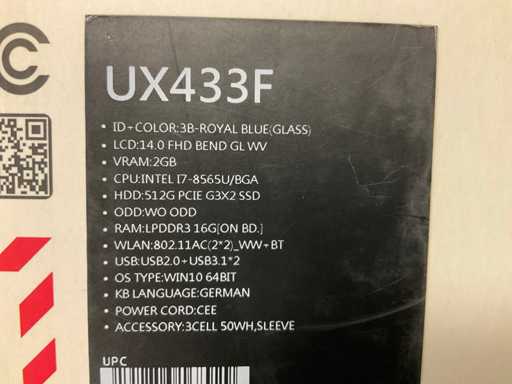 UX433F
• ID+COLOR:3B-ROYAL BLUE(GLASS)
• LCD:14.0 FHD BEND GL WV
• VRAM:2GB
• CPU:INTEL I7-8565U/BGA
• HDD:512G PCIE G3X2 SSD
• ODD:WO ODD
• RAM:LPDDR3 16G[ON BD.]
• WLAN:802.11AC(2*2)_WW+BT
• USB:USB2.0+USB3.1*2
• OS TYPE:WIN10 64BIT
• KB LANGUAGE:GERMAN
• POWER CORD:CEE
• ACCESSORY:3CELL 50WH,SLEEVE
UPC